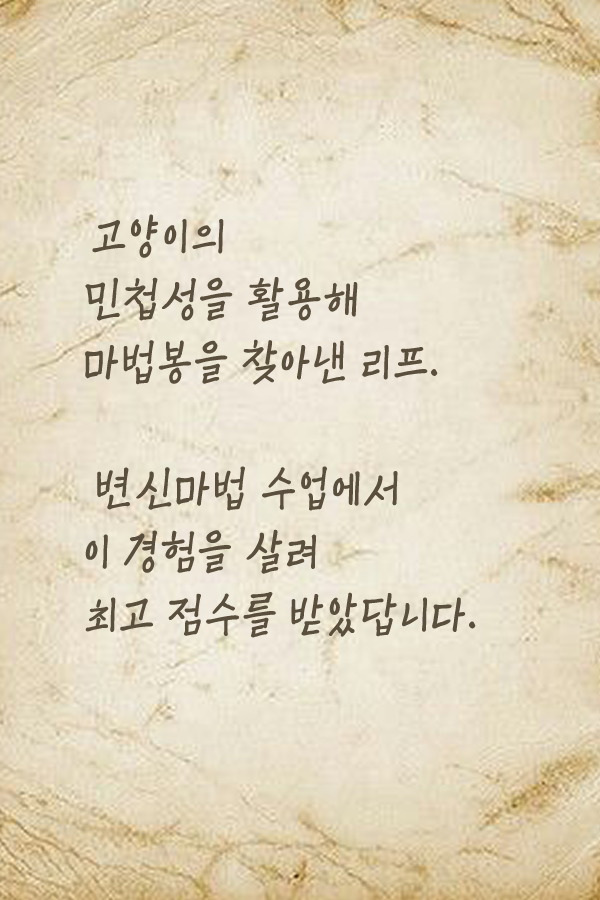 고양이의
민첩성을 활용해
마법봉을 찾아낸 리프.
변신마법 수업에서
이 경험을 살려
최고 점수를 받았답니다.